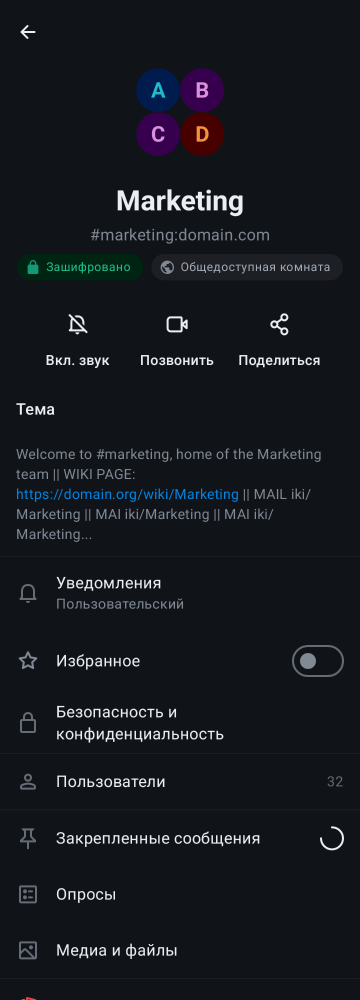 A B
C D
Marketing
#marketing:domain.com
Зашифровано Общедоступная комната
Вкл. звук Позвонить Поделиться
Тема
Welcome to #marketing, home of the Marketing
team || WIKI PAGE:
https://domain.org/wiki/Marketing || MAIL iki/
Marketing || MAI iki/Marketing || MAI iki/
Marketing...
Уведомления
Пользовательский
Избранное
Безопасность и
конфиденциальность
Пользователи 32
Закрепленные сообщения
Опросы
Медиа и файлы